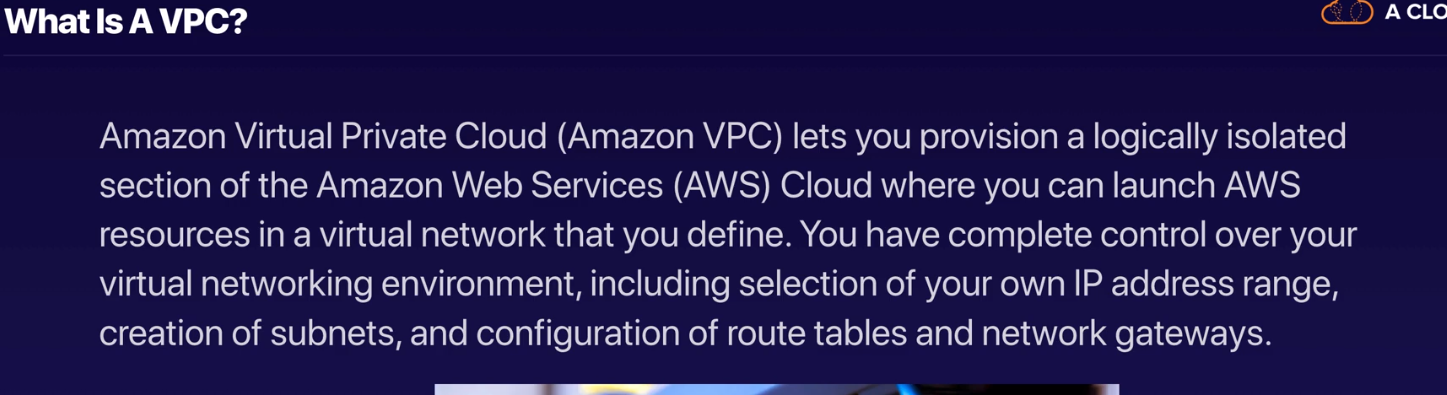 What Is A VPC?
A CLO
Amazon Virtual Private Cloud (Amazon VPC) lets you provision a logically isolated
section of the Amazon Web Services (AWS) Cloud where you can launch AWS
resources in a virtual network that you define. You have complete control over your
virtual networking environment, including selection of your own IP address range,
creation of subnets, and configuration of route tables and network gateways.